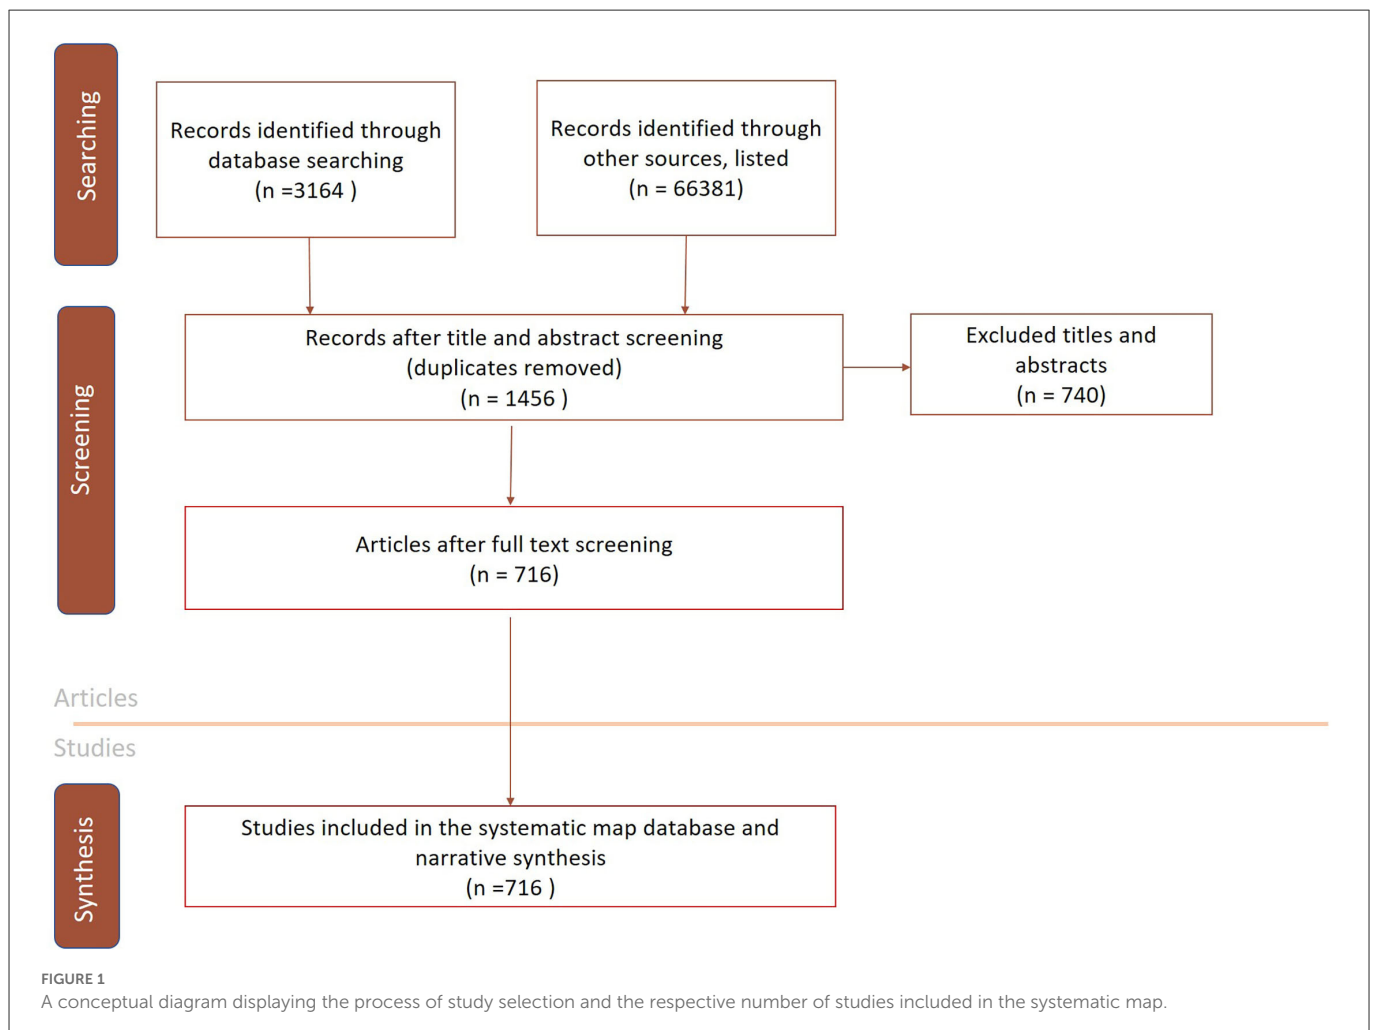 Searching
Records identified through
database searching
(n =3164 )
Records identified through
other sources, listed
(n = 66381)
Screening
Records after title and abstract screening
(duplicates removed)
(n = 1456 )
Excluded titles and
abstracts
(n = 740)
Articles after full text screening
(n = 716)
Articles
Studies
Synthesis
Studies included in the systematic map database and
narrative synthesis
(n =716 )
FIGURE 1
A conceptual diagram displaying the process of study selection and the respective number of studies included in the systematic map.